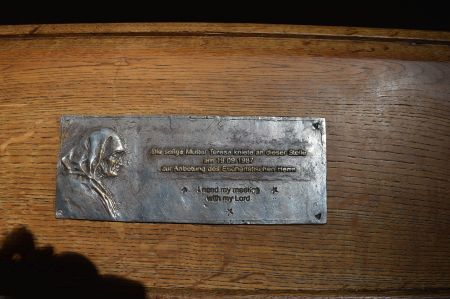 Die selige Mutter Teresa kniete an dieser Stelle
am 19.09.1987
zur Anbetung des Eucharistischen Herrn
I need my meeting
with my Lord